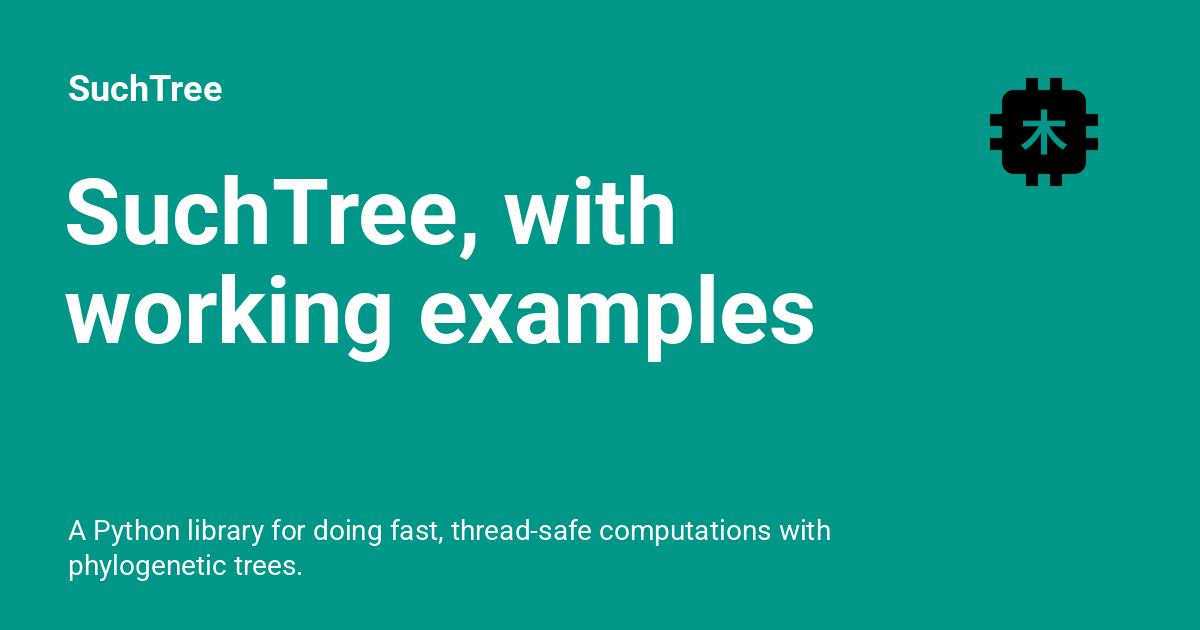 SuchTree
木
SuchTree, with
working examples
A Python library for doing fast, thread-safe computations with
phylogenetic trees.